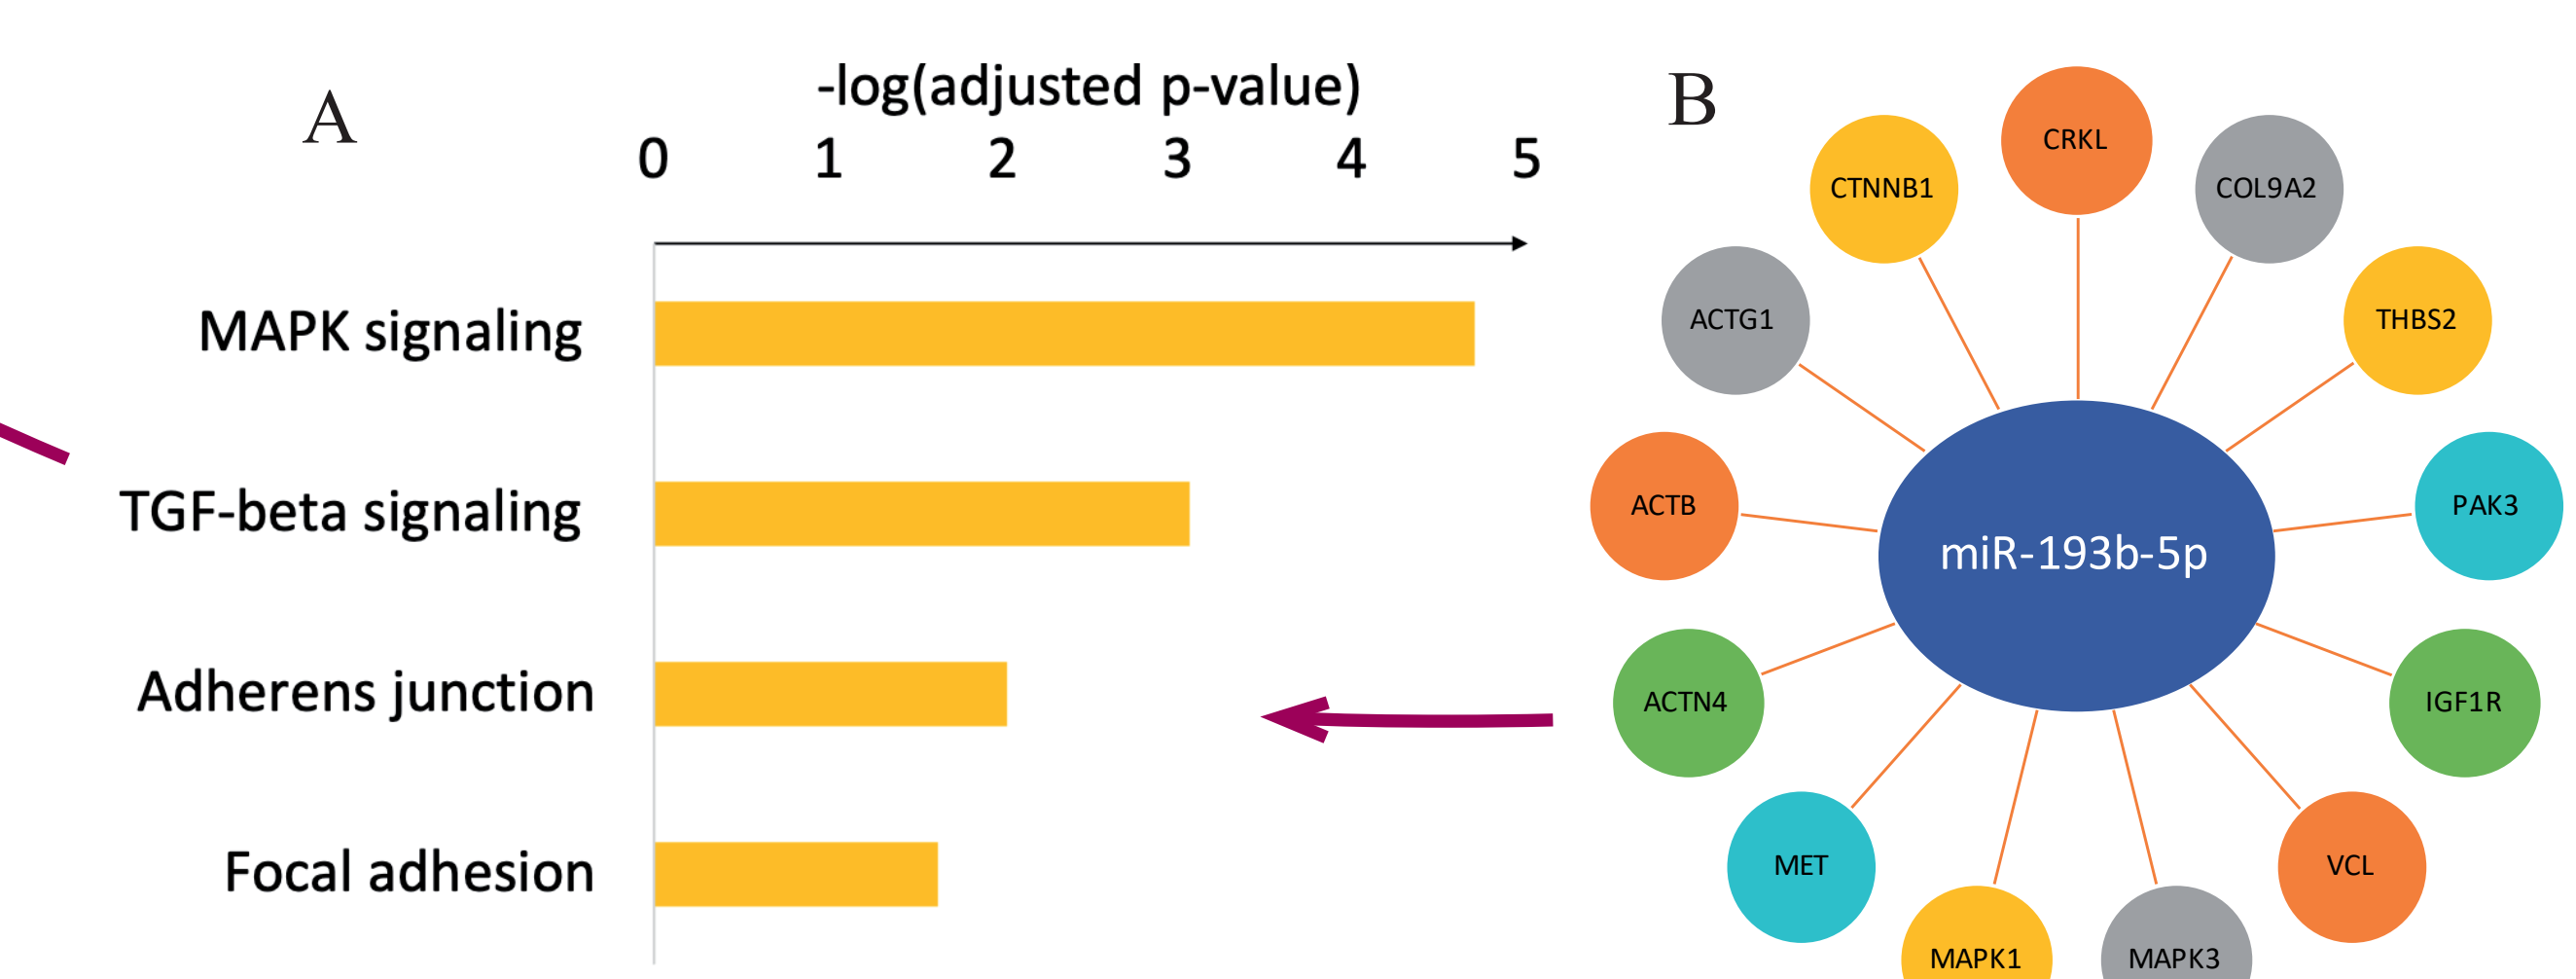 A
-log(adjusted p-value)
0 1 2 3 4 5
MAPK signaling
TGF-beta signaling
Adherens junction
Focal adhesion
B
CRKL
CTNNB1
COL9A2
ACTG1
THBS2
ACTB
PAK3
miR-193b-5p
ACTN4
IGF1R
MET
VCL
MAPK1
MAPK3